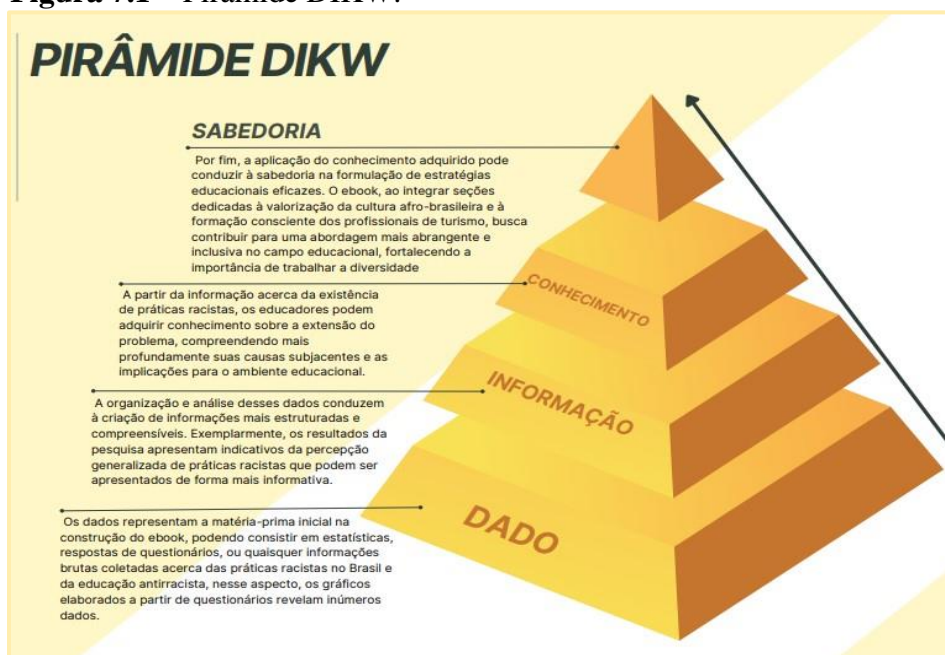 Figura 7.1 – Pirâmide DIKW.
PIRÂMIDE DIKW
SABEDORIA
Por fim, a aplicação do conhecimento adquirido pode
conduzir à sabedoria na formulação de estratégias
educacionais eficazes. O ebook, ao integrar seções
dedicadas à valorização da cultura afro-brasileira e à
formação consciente dos profissionais de turismo, busca
contribuir para uma abordagem mais abrangente e
inclusiva no campo educacional, fortalecendo a
importância de trabalhar a diversidade
CONHECIMENTO
A partir da informação acerca da existência
de práticas racistas, os educadores podem
adquirir conhecimento sobre a extensão do
problema, compreendendo mais
profundamente suas causas subjacentes e as
implicações para o ambiente educacional.
INFORMAÇÃO
A organização e análise desses dados conduzem
à criação de informações mais estruturadas e
compreensíveis. Exemplarmente, os resultados da
pesquisa apresentam indicativos da percepção
generalizada de práticas racistas que podem ser
apresentados de forma mais informativa.
DADO
Os dados representam a matéria-prima inicial na
construção do ebook, podendo consistir em estatísticas,
respostas de questionários, ou quaisquer informações
brutas coletadas acerca das práticas racistas no Brasil e
da educação antirracista, nesse aspecto, os gráficos
elaborados a partir de questionários revelam inúmeros
dados.